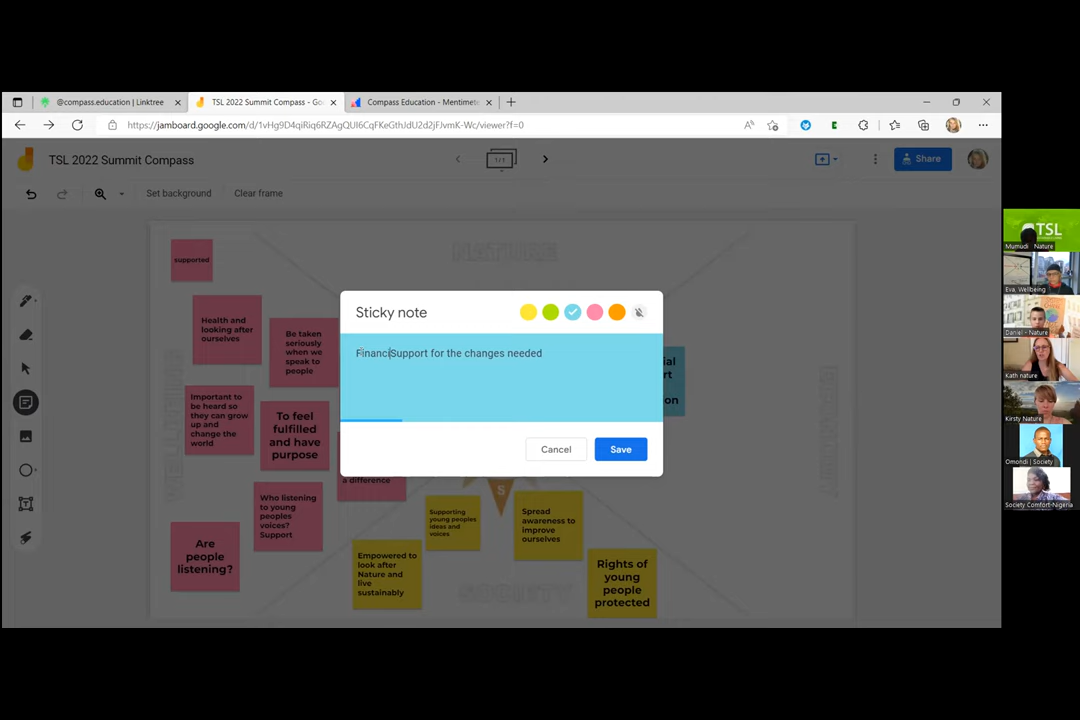 @compass.education | Linktree
TSL 2022 Summit Compass - Go
Compass Education - Mentimete
https://jamboard.google.com/d/1vHg9D4qiRiq6RZAgQUI6CqFKeGthJdU2d2jFJvmK-Wc/viewer?f=0
TSL 2022 Summit Compass
1/1
Share
Set background
Clear frame
NATURE
supported
Health and
looking after
ourselves
Be taken
seriously
when we
speak to
people
Important to
be heard so
they can grow
up and
change the
world
To feel
fulfilled and
have
purpose
a difference
Who listening
to young
peoples
voices?
Support
Are
people
listening?
Sticky note
FinanciSupport for the changes needed
Cancel
Save
S
Supporting
young peoples
ideas and
voices
Spread
awareness to
improve
ourselves
Empowered to
look after
Nature and
live
sustainably
Rights of
young
people
protected
SOCIETY
TSL
Mumudi Nature
Eva, Wellbeing
Daniel - Nature
Kath nature
Kirsty Nature
Omondi | Society
Society Comfort-Nigeria